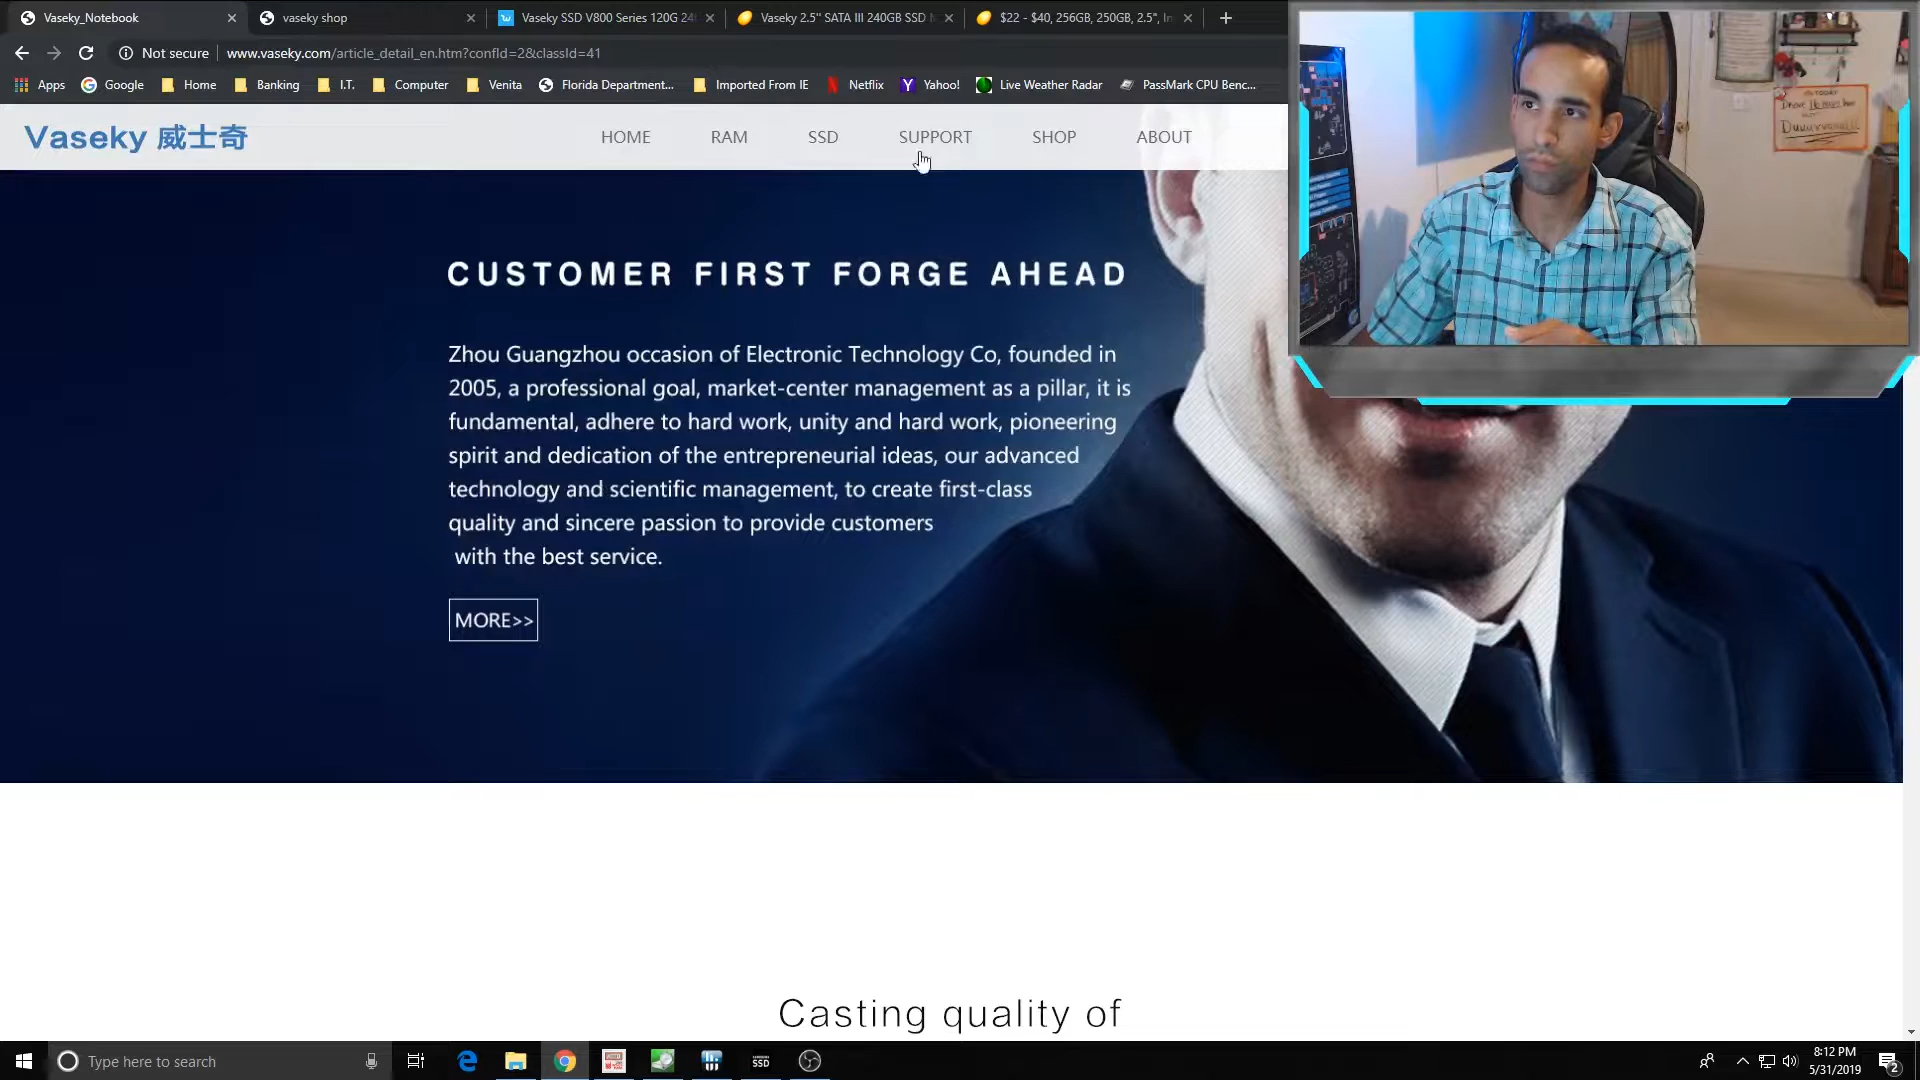 Vaseky_Notebook
vaseky shop
Vaseky SSD V800 Series 120G 24
Vaseky 2.5" SATA III 240GB SSD
$22 - $40, 256GB, 250GB, 2.5",
Not secure
www.vaseky.com/article_detail_en.htm?confId=2&classId=41
Apps
Google
Home
Banking
I.T.
Computer
Venita
Florida Department...
Imported From IE
Netflix
Yahoo!
Live Weather Radar
PassMark CPU Benc...
Vaseky 威士奇
HOME
RAM
SSD
SUPPORT
SHOP
ABOUT
CUSTOMER FIRST FORGE AHEAD
Zhou Guangzhou occasion of Electronic Technology Co, founded in
2005, a professional goal, market-center management as a pillar, it is
fundamental, adhere to hard work, unity and hard work, pioneering
spirit and dedication of the entrepreneurial ideas, our advanced
technology and scientific management, to create first-class
quality and sincere passion to provide customers
with the best service.
MORE>>
Casting quality of
Type here to search
SSD
8:12 PM
5/31/2019
2